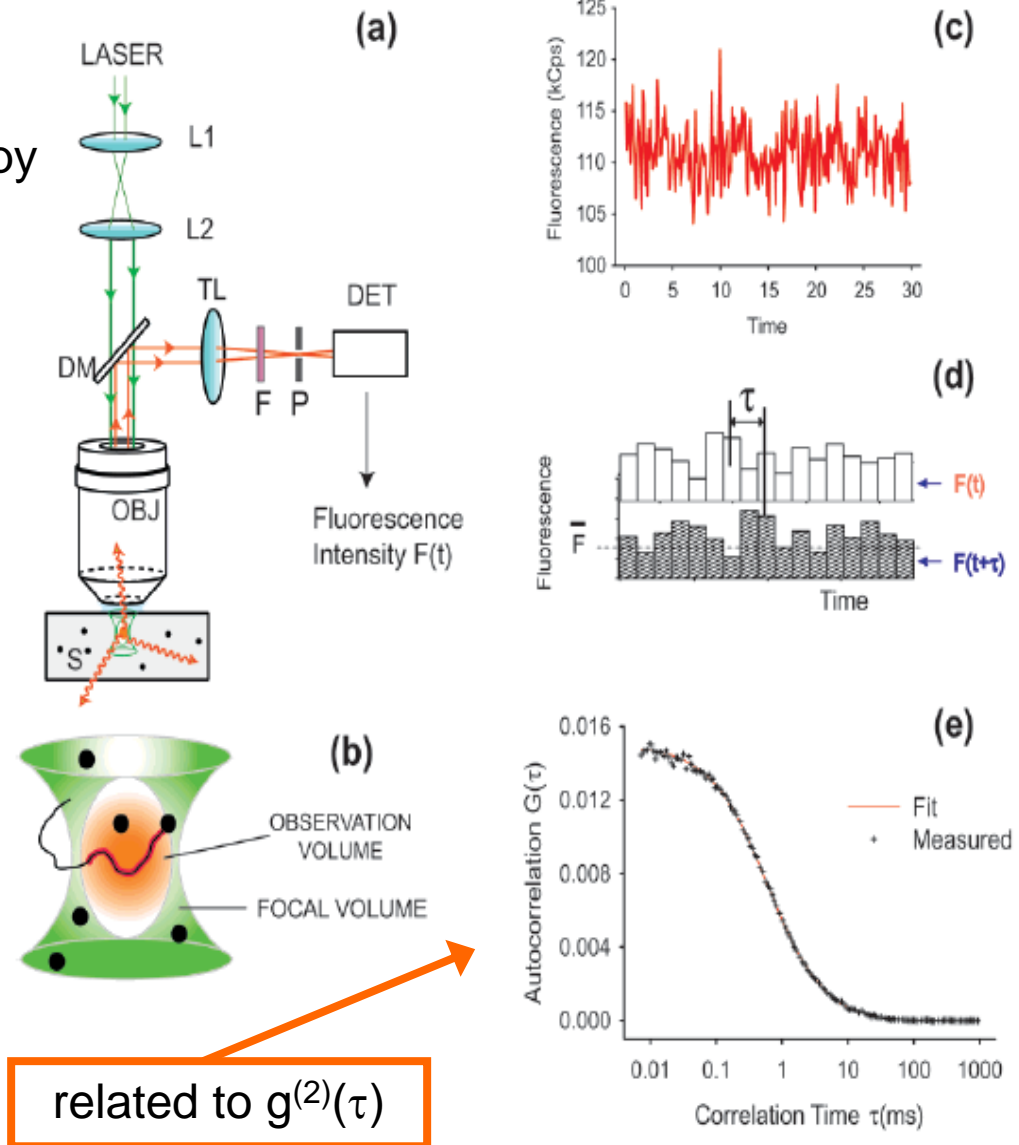 (a)
LASER
L1
oy
L2
TL
DET
DM
F P
OBJ
Fluorescence
Intensity F(t)
S
(b)
OBSERVATION
VOLUME
FOCAL VOLUME
related to g(2)(τ)
(c)
Fluorescence (kCps)
125
120
115
110
105
100
0 5 10 15 20 25 30
Time
(d)
τ
Fluorescence
F(t)
F̄
F(t+τ)
Time
(e)
Autocorrelation G(τ)
0.016
0.012
0.008
0.004
0.000
Fit
Measured
0.01 0.1 1 10 100 1000
Correlation Time τ(ms)